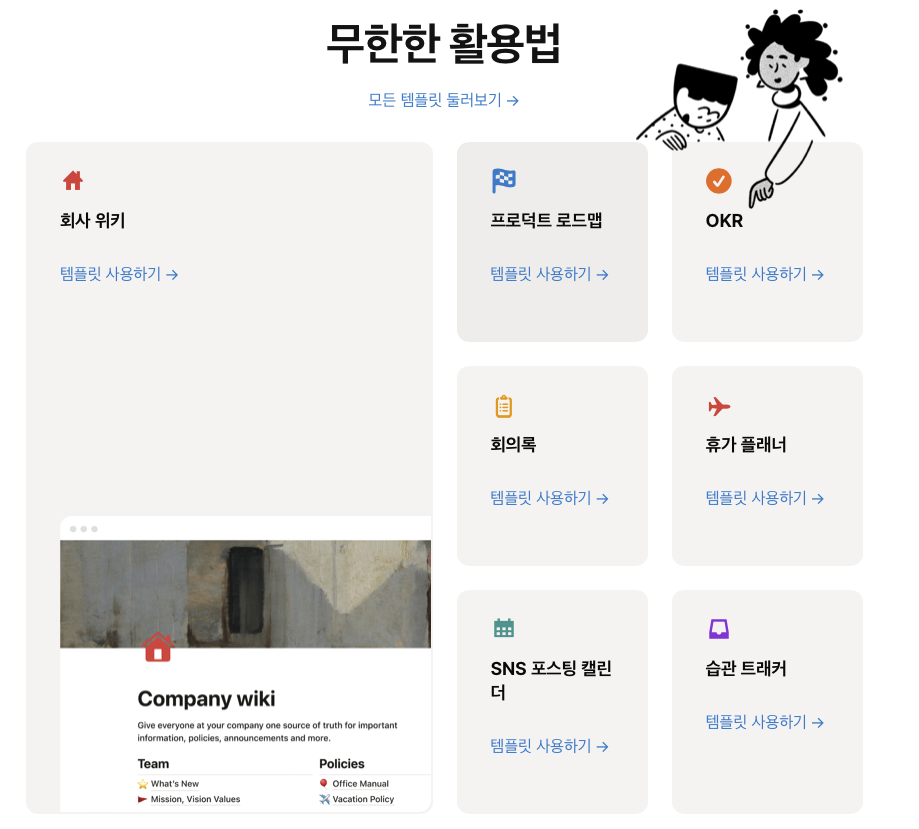 무한한 활용법
모든 템플릿 둘러보기 →
회사 위키
템플릿 사용하기 →
Company wiki
Give everyone at your company one source of truth for important
information, policies, announcements and more.
Team
What's New
Mission, Vision Values
Policies
Office Manual
Vacation Policy
프로덕트 로드맵
템플릿 사용하기 →
OKR
템플릿 사용하기 →
회의록
템플릿 사용하기 →
휴가 플래너
템플릿 사용하기 →
SNS 포스팅 캘린
더
템플릿 사용하기 →
습관 트래커
템플릿 사용하기 →